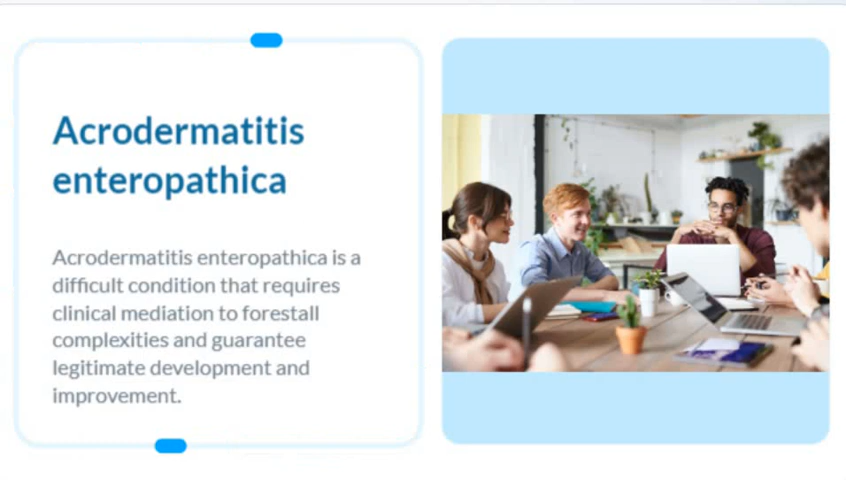 Acrodermatitis
enteropathica
Acrodermatitis enteropathica is a
difficult condition that requires
clinical mediation to forestall
complexities and guarantee
legitimate development and
improvement.